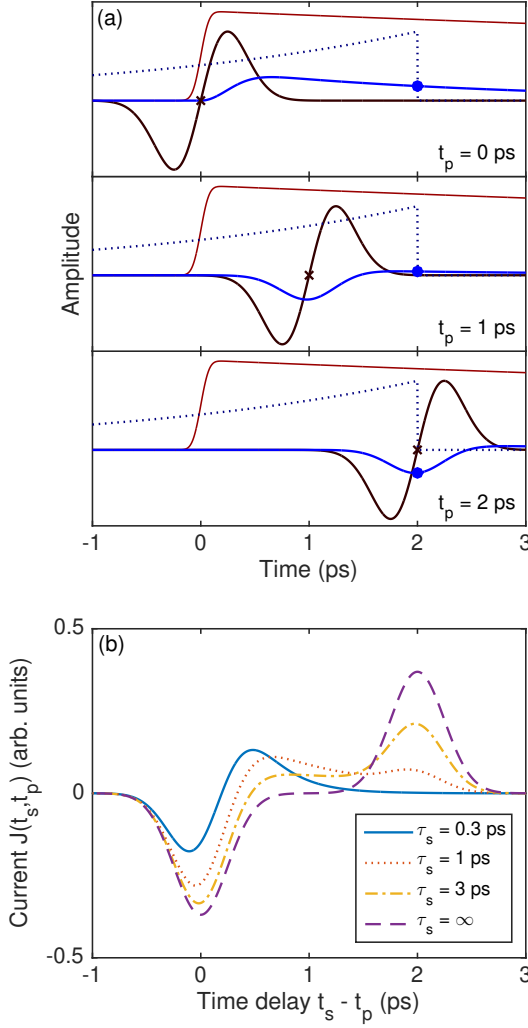 (a)
t_p = 0 ps
t_p = 1 ps
Amplitude
t_p = 2 ps
-1 0 1 2 3
Time (ps)
(b)
0.5
0
-0.5
Current J(t_s,t_p) (arb. units)
τ_s = 0.3 ps
τ_s = 1 ps
τ_s = 3 ps
τ_s = ∞
-1 0 1 2 3
Time delay t_s - t_p (ps)